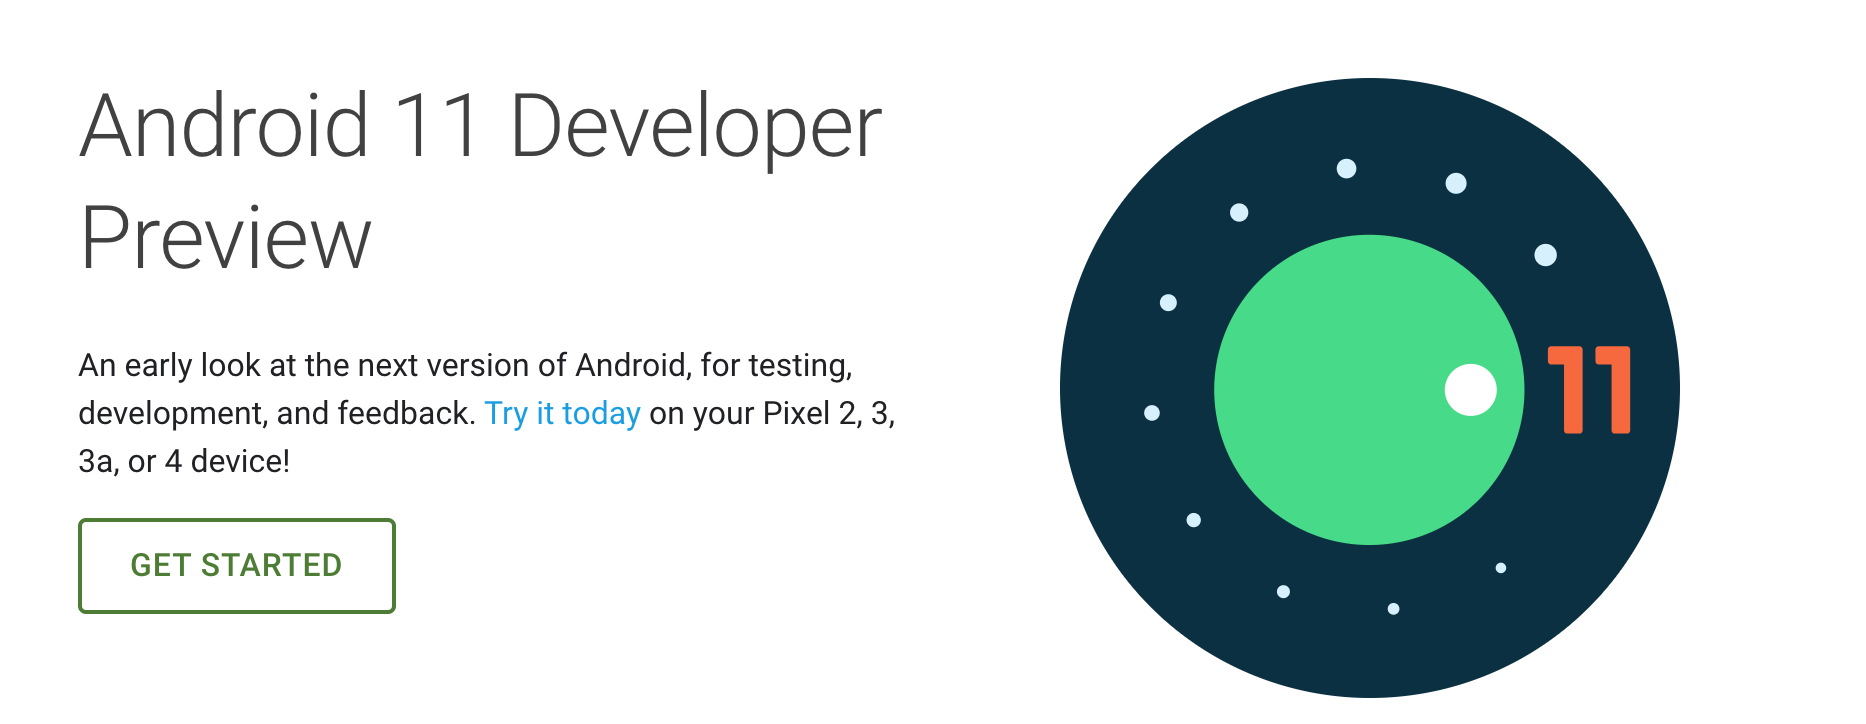 Android 11 Developer
Preview
An early look at the next version of Android, for testing,
development, and feedback. Try it today on your Pixel 2, 3,
3a, or 4 device!
GET STARTED
11